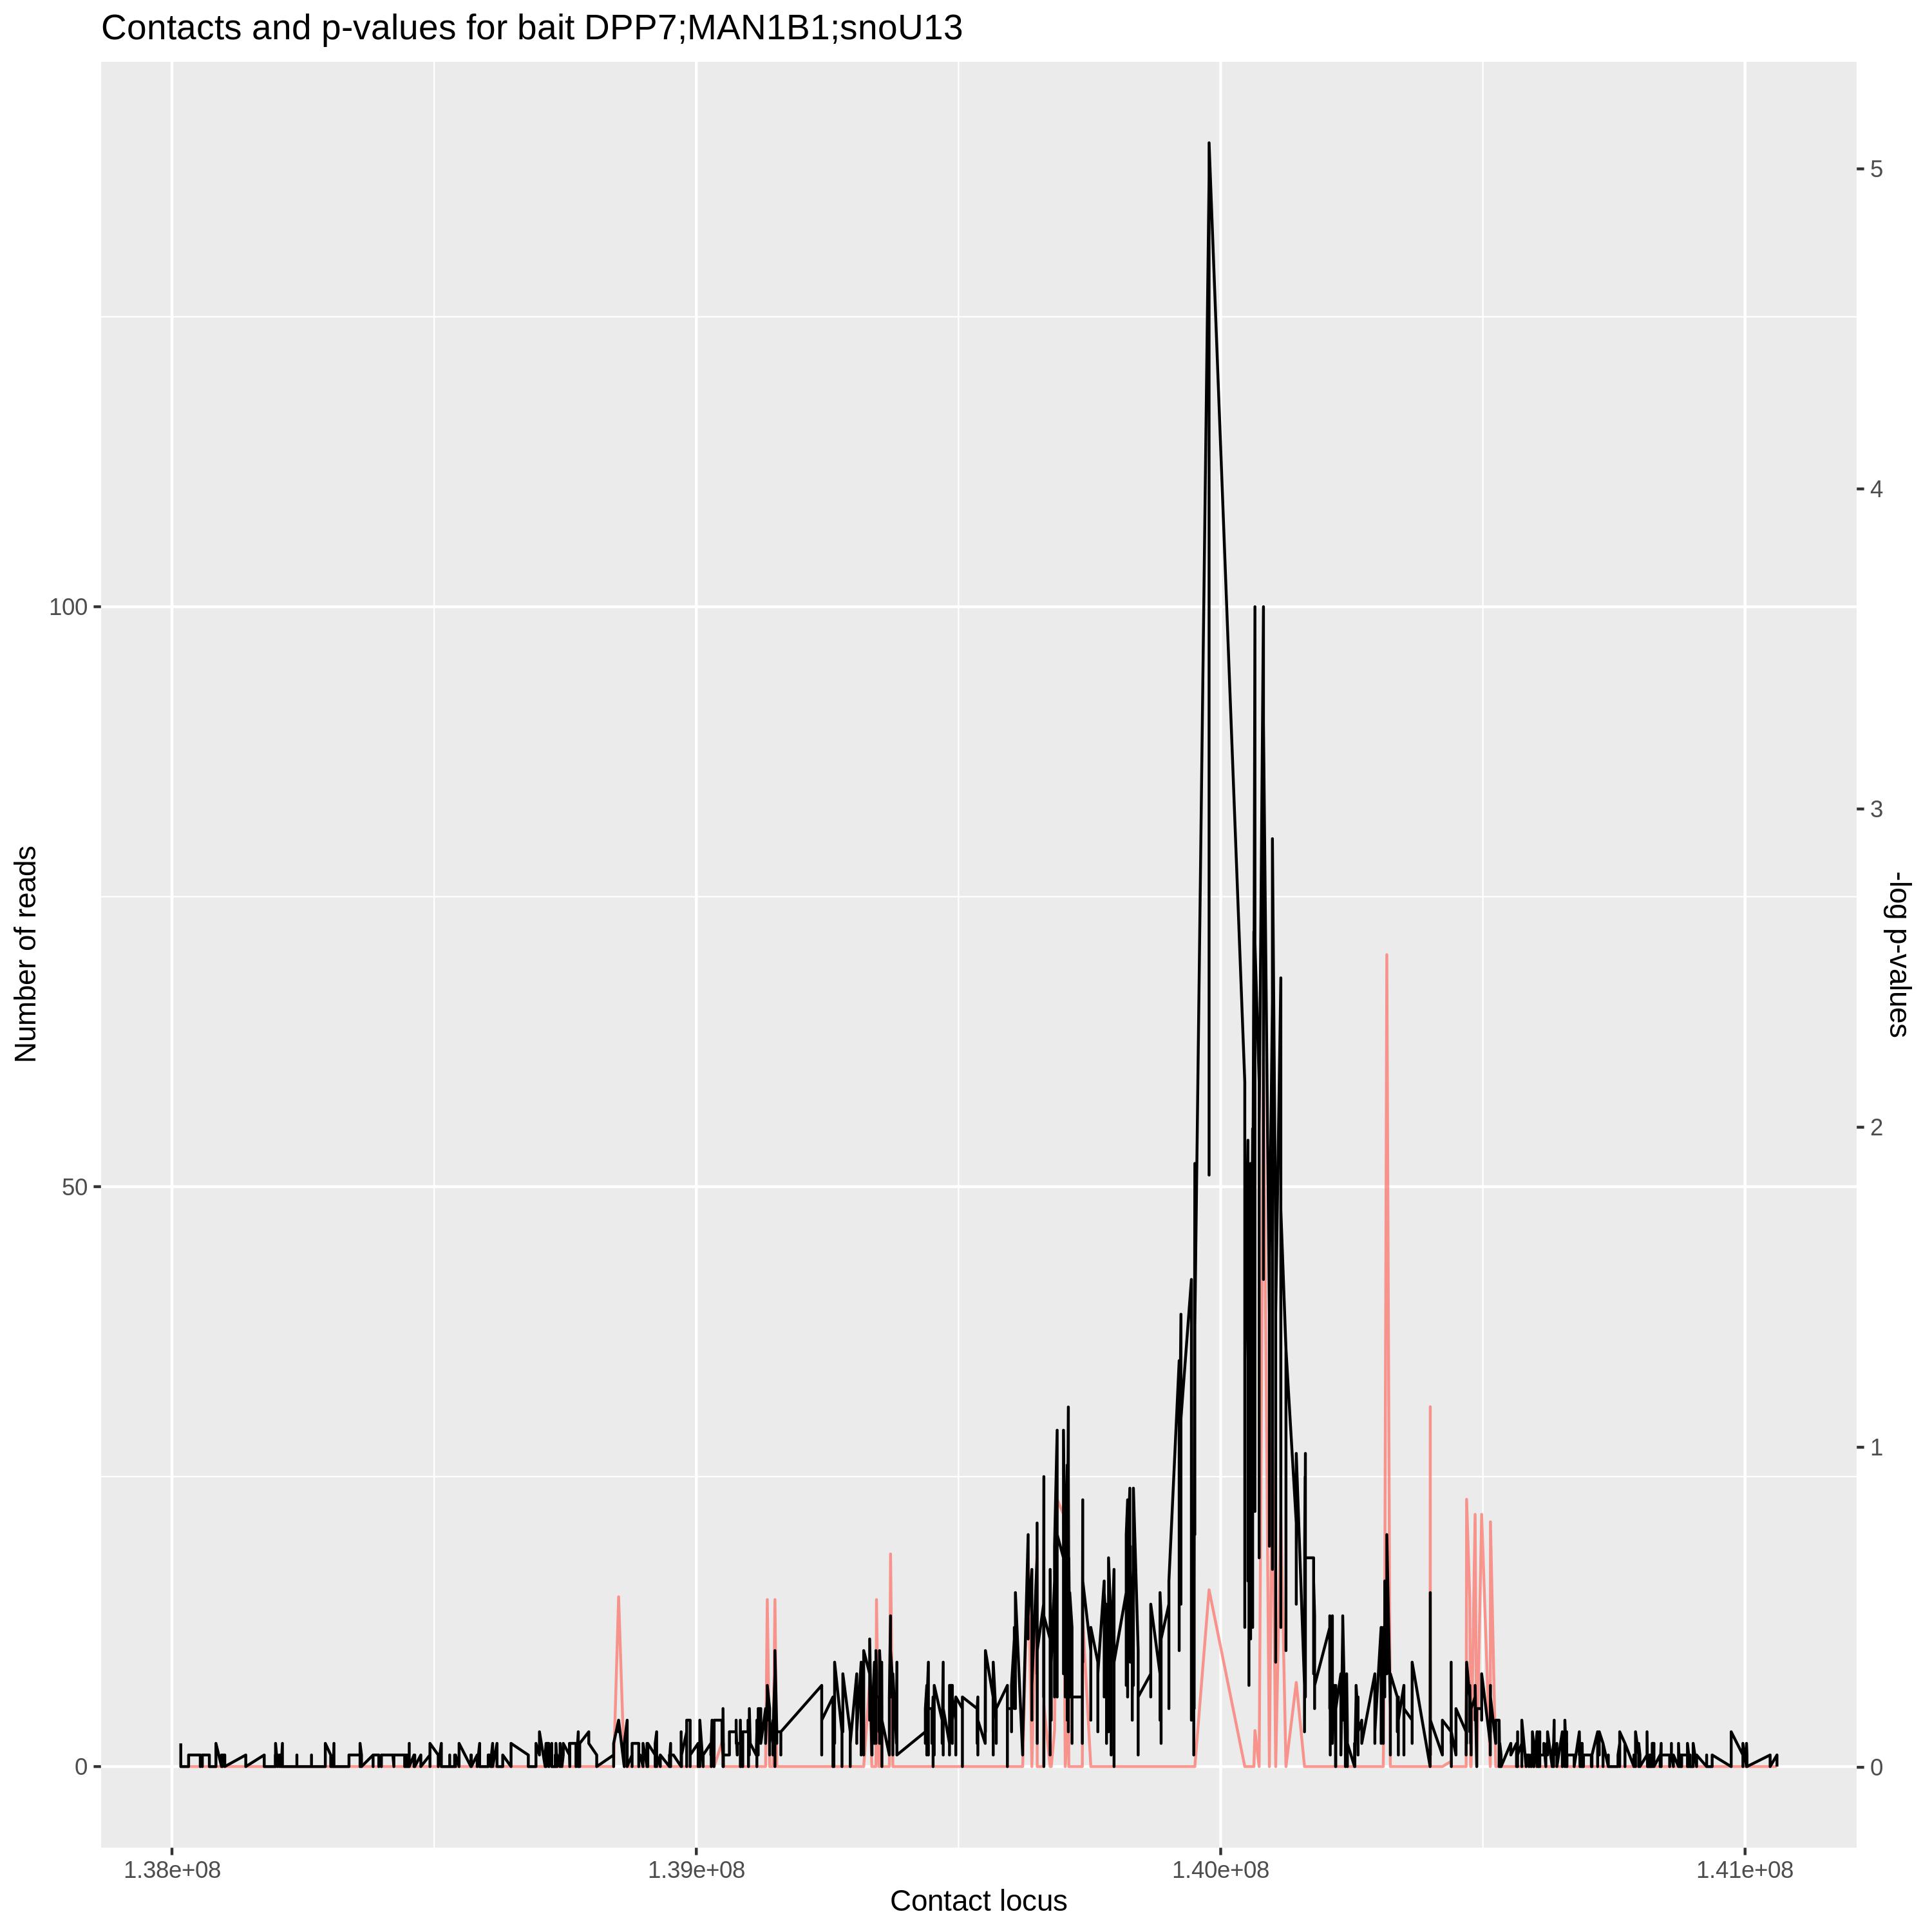 Contacts and p-values for bait DPP7;MAN1B1;snoU13
Number of reads
100
50
0
-log p-values
5
4
3
2
1
0
1.38e+08
1.39e+08
1.40e+08
1.41e+08
Contact locus